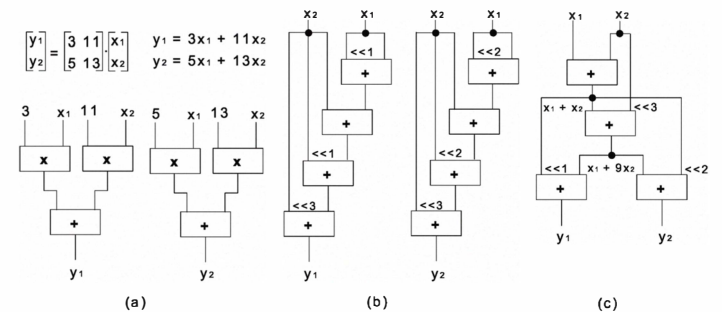 [y₁] = [3 11] · [x₁] y₁ = 3x₁ + 11x₂
[y₂] [5 13] [x₂] y₂ = 5x₁ + 13x₂
3 x₁ 11 x₂ 5 x₁ 13 x₂
x x x x
+ +
y₁ y₂
(a)
x₂ x₁ x₂ x₁
<<1 <<2
+ +
+ +
<<1 <<2
+ +
<<3 <<3
+ +
y₁ y₂
(b)
x₁ x₂
+
x₁ + x₂ <<3
+
<<1 x₁ + 9x₂ <<2
+ +
y₁ y₂
(c)